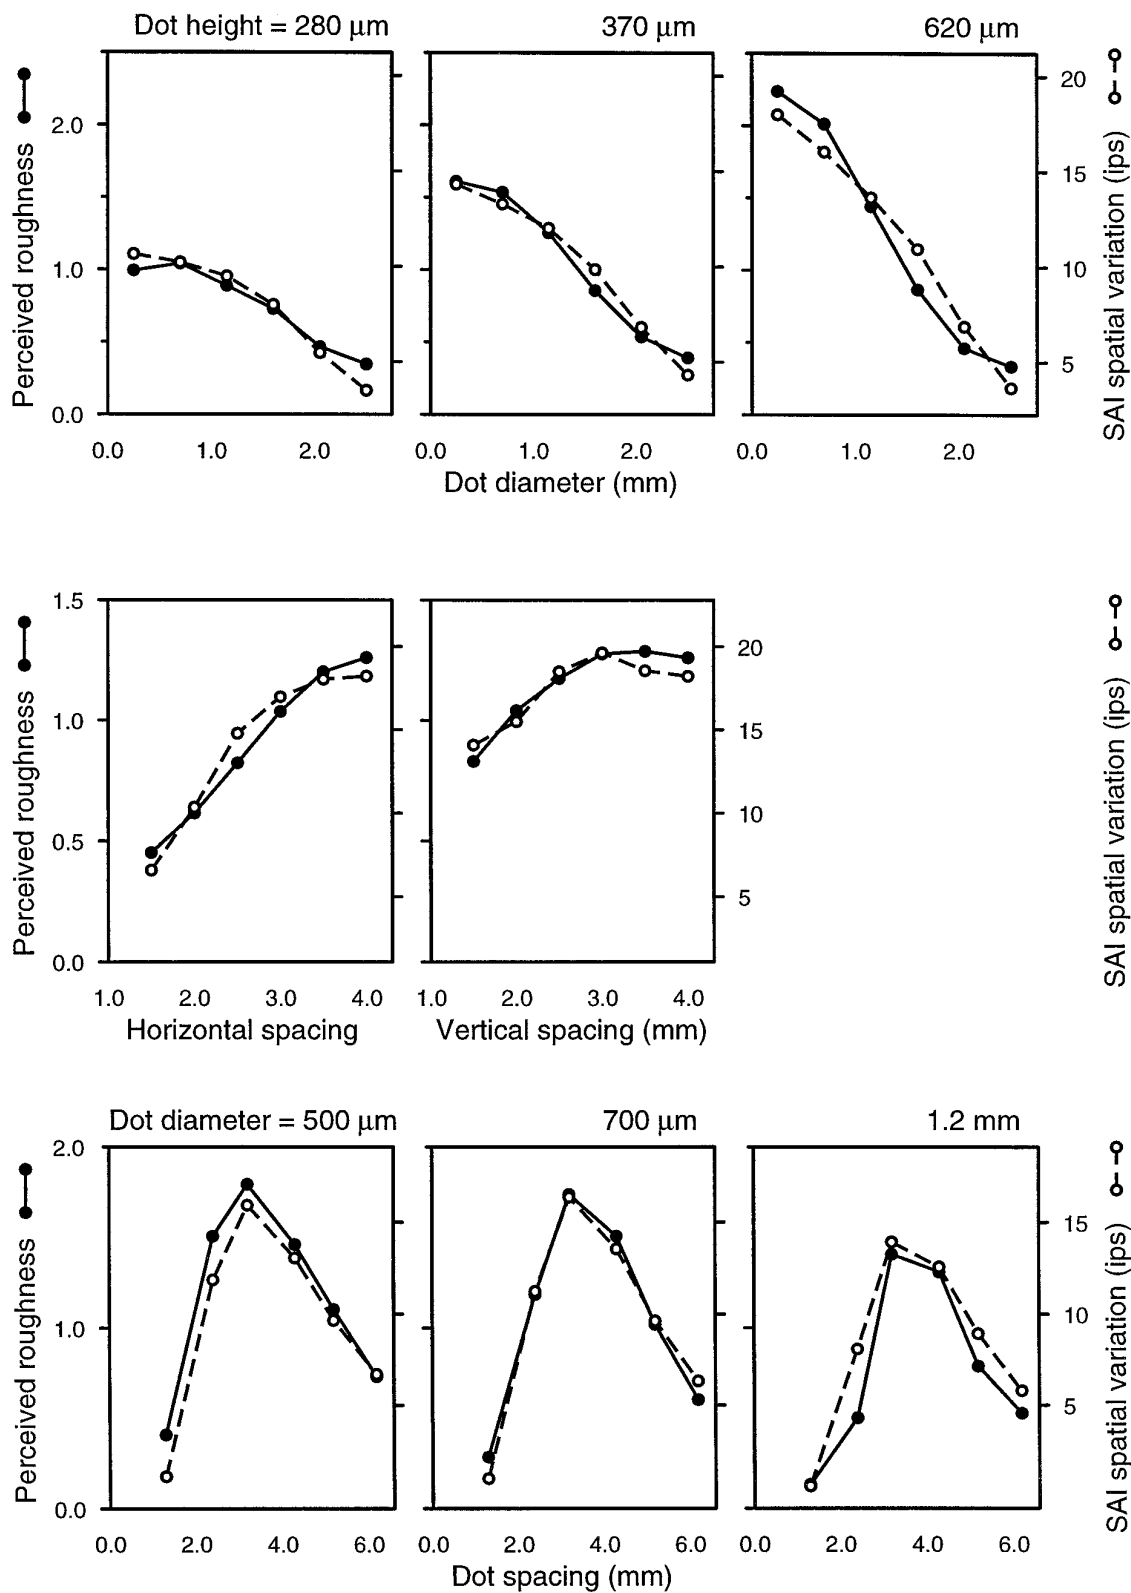 Dot height = 280 μm 370 μm 620 μm
Perceived roughness
2.0
1.0
0.0
20
15
10
5
SAI spatial variation (ips)
0.0 1.0 2.0 0.0 1.0 2.0 0.0 1.0 2.0
Dot diameter (mm)
Perceived roughness
1.5
1.0
0.5
0.0
20
15
10
5
SAI spatial variation (ips)
1.0 2.0 3.0 4.0 1.0 2.0 3.0 4.0
Horizontal spacing Vertical spacing (mm)
Dot diameter = 500 μm 700 μm 1.2 mm
Perceived roughness
2.0
1.0
0.0
15
10
5
SAI spatial variation (ips)
0.0 2.0 4.0 6.0 0.0 2.0 4.0 6.0 0.0 2.0 4.0 6.0
Dot spacing (mm)